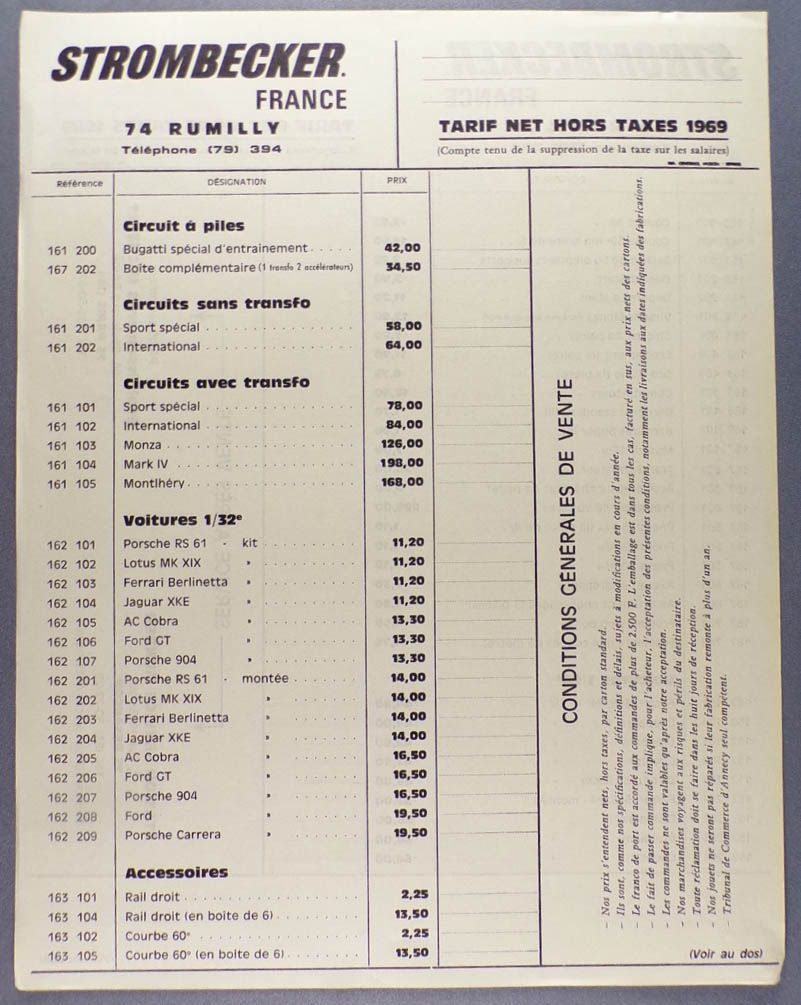 STROMBECKER.
FRANCE
74 RUMILLY
Téléphone (79) 394
TARIF NET HORS TAXES 1969
(Compte tenu de la suppression de la taxe sur les salaires)
Référence DÉSIGNATION PRIX
Circuit à piles
161 200 Bugatti spécial d'entrainement . . . . . 42,00
167 202 Boite complémentaire (1 transfo 2 accélérateurs) 34,50
Circuits sans transfo
161 201 Sport spécial . . . . . . . . . . . . . . . . 58,00
161 202 International . . . . . . . . . . . . . . . . 64,00
Circuits avec transfo
161 101 Sport spécial . . . . . . . . . . . . . . . . 78,00
161 102 International . . . . . . . . . . . . . . . . 84,00
161 103 Monza . . . . . . . . . . . . . . . . . . . . 126,00
161 104 Mark IV . . . . . . . . . . . . . . . . . . . 198,00
161 105 Montlhéry . . . . . . . . . . . . . . . . . . 168,00
Voitures 1/32e
162 101 Porsche RS 61 - kit . . . . . . . . . . 11,20
162 102 Lotus MK XIX » . . . . . . . . . . 11,20
162 103 Ferrari Berlinetta » . . . . . . . . . . 11,20
162 104 Jaguar XKE » . . . . . . . . . . 11,20
162 105 AC Cobra » . . . . . . . . . . 13,30
162 106 Ford GT » . . . . . . . . . . 13,30
162 107 Porsche 904 » . . . . . . . . . . 13,30
162 201 Porsche RS 61 - montée . . . . . . . 14,00
162 202 Lotus MK XIX » . . . . . . . . 14,00
162 203 Ferrari Berlinetta » . . . . . . . . 14,00
162 204 Jaguar XKE » . . . . . . . . 14,00
162 205 AC Cobra » . . . . . . . . 16,50
162 206 Ford GT » . . . . . . . . 16,50
162 207 Porsche 904 » . . . . . . . . 16,50
162 208 Ford » . . . . . . . . 19,50
162 209 Porsche Carrera » . . . . . . . . 19,50
Accessoires
163 101 Rail droit . . . . . . . . . . . . . . . . . . 2,25
163 104 Rail droit (en boite de 6) . . . . . . . . . 13,50
163 102 Courbe 60° . . . . . . . . . . . . . . . . . 2,25
163 105 Courbe 60° (en boite de 6) . . . . . . . . 13,50
CONDITIONS GÉNÉRALES DE VENTE
— Nos prix s'entendent nets, hors taxes, par carton standard.
— Ils sont, comme nos spécifications, définitions et délais, sujets à modifications en cours d'année.
— Le franco de port est accordé aux commandes de plus de 2.500 F. L'emballage est dans tous les cas, facturé en sus, aux prix nets des cartons.
— Le fait de passer commande implique, pour l'acheteur, l'acceptation des présentes conditions, notamment les livraisons aux dates indiquées des fabrications.
— Les commandes ne sont valables qu'après notre acceptation.
— Nos marchandises voyagent aux risques et périls du destinataire.
— Toute réclamation doit se faire dans les huit jours de réception.
— Nos jouets ne seront pas réparés si leur fabrication remonte à plus d'un an.
— Tribunal de Commerce d'Annecy seul compétent.
(Voir au dos)